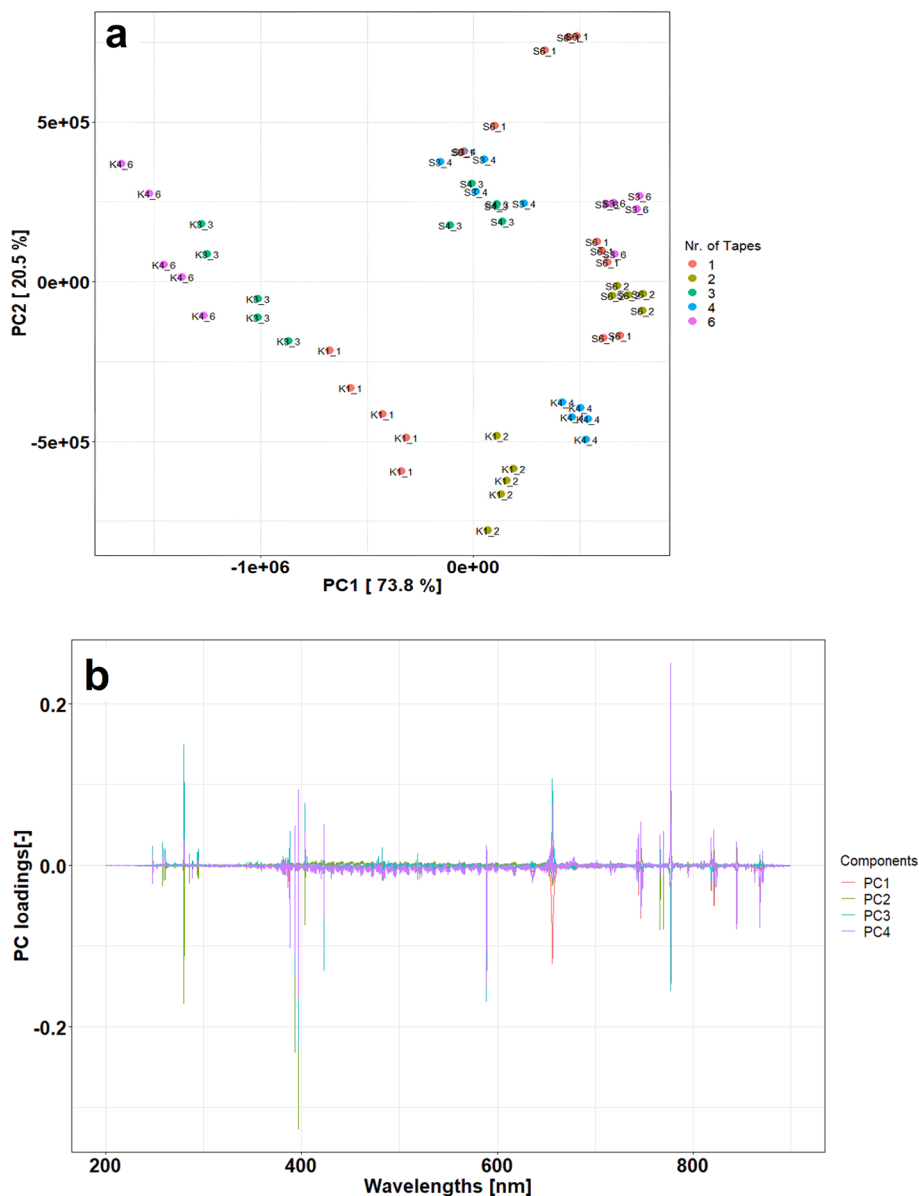 a
S6_1
S6_1
S6_1
5e+05
S3_4
S3_4
K4_6
S4_3
S3_4
K4_6
S3_4
S3_6
S4_3
S4_3
K3_3
S6_1
K3_3
S3_6
K4_6
S6_1
K4_6
0e+00
S6_2
K3_3
S6_2
K4_6
K3_3
K3_3
S6_1
K1_1
K1_1
K4_4
K4_4
K1_1
K4_4
K1_1
K1_2
K4_4
-5e+05
K1_1
K1_2
K1_2
K1_2
K1_2
PC2 [ 20.5 %]
-1e+06 0e+00
PC1 [ 73.8 %]
Nr. of Tapes
1
2
3
4
6
b
0.2
0.0
-0.2
PC loadings[-]
200 400 600 800
Wavelengths [nm]
Components
PC1
PC2
PC3
PC4